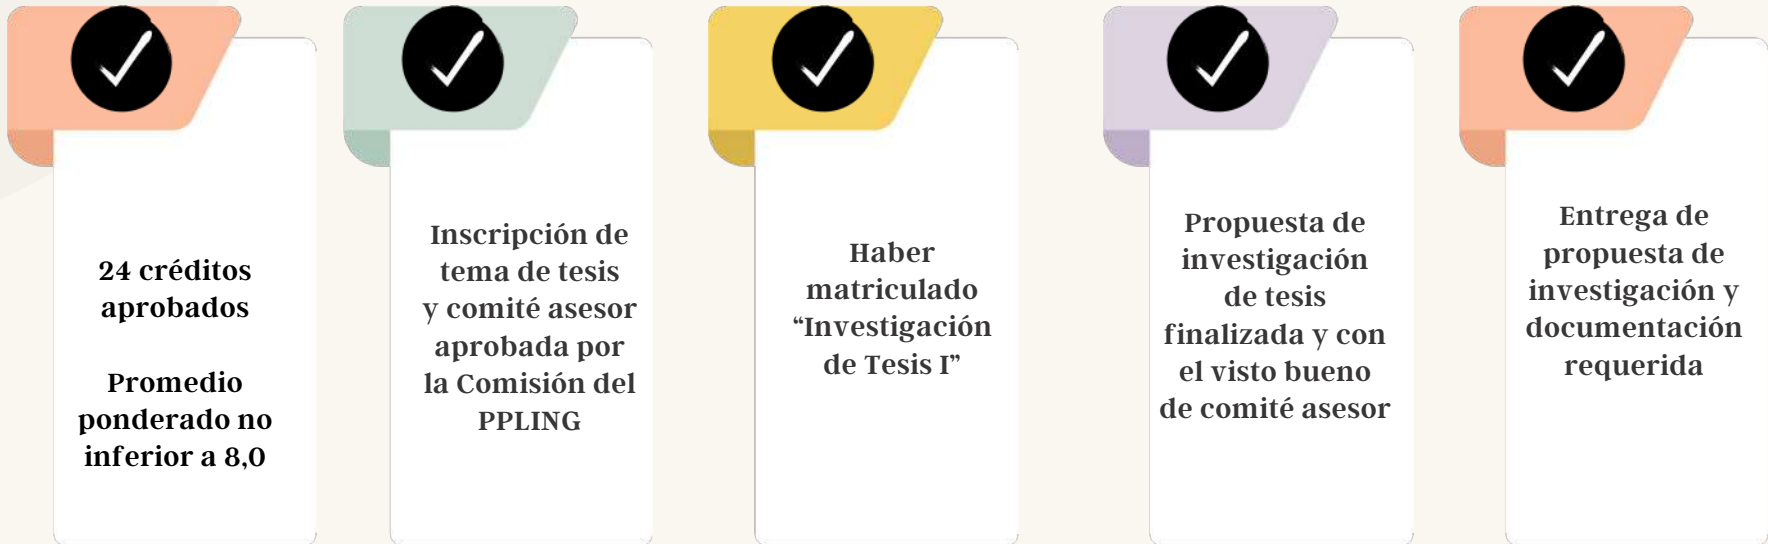 24 créditos
aprobados
Promedio
ponderado no
inferior a 8,0
Inscripción de
tema de tesis
y comité asesor
aprobada por
la Comisión del
PPLING
Haber
matriculado
“Investigación
de Tesis I”
Propuesta de
investigación
de tesis
finalizada y con
el visto bueno
de comité asesor
Entrega de
propuesta de
investigación y
documentación
requerida